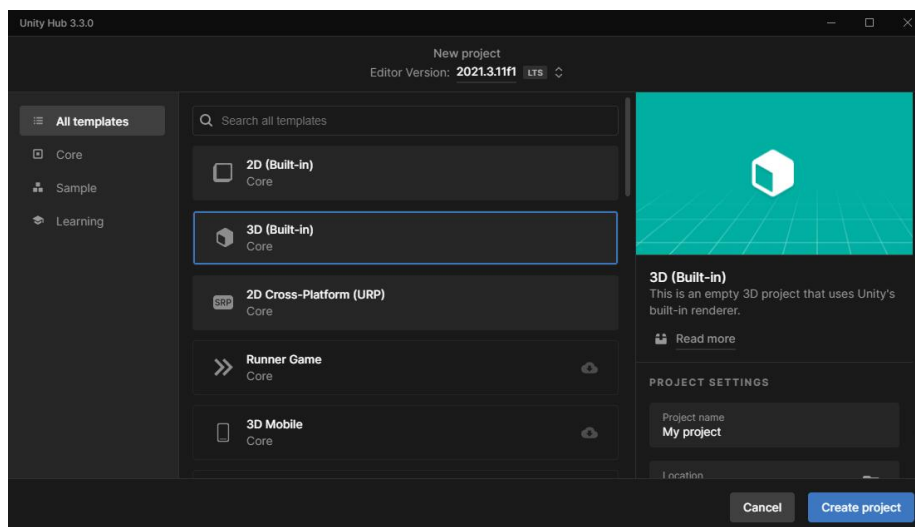 Unity Hub 3.3.0
New project
Editor Version: 2021.3.11f1 LTS
All templates
Core
Sample
Learning
Search all templates
2D (Built-in)
Core
3D (Built-in)
Core
SRP
2D Cross-Platform (URP)
Core
Runner Game
Core
3D Mobile
Core
3D (Built-in)
This is an empty 3D project that uses Unity's
built-in renderer.
Read more
PROJECT SETTINGS
Project name
My project
Location
Cancel
Create project